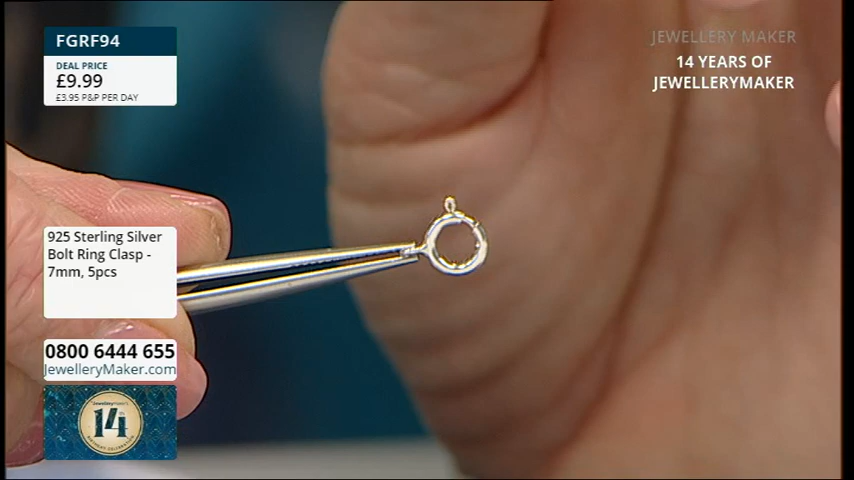 FGRF94
DEAL PRICE
£9.99
£3.95 P&P PER DAY
JEWELLERY MAKER
14 YEARS OF
JEWELLERYMAKER
925 Sterling Silver
Bolt Ring Clasp -
7mm, 5pcs
0800 6444 655
JewelleryMaker.com
14